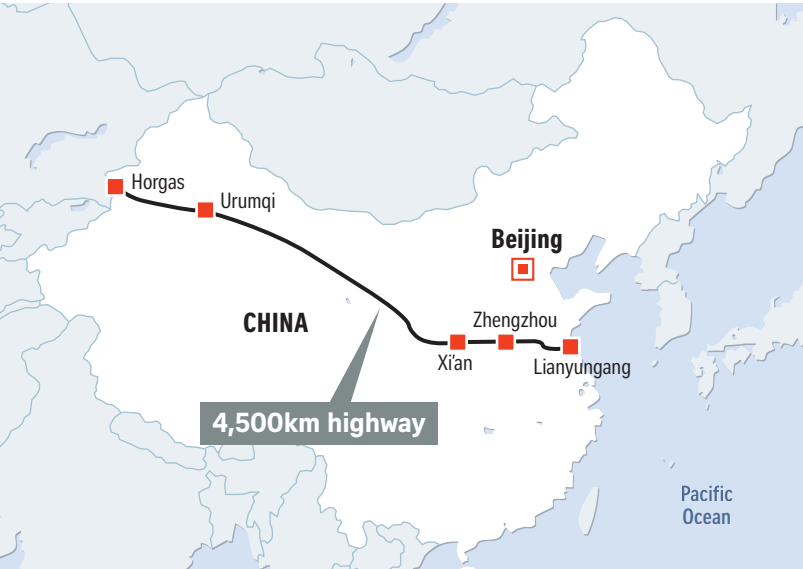 Horgas
Urumqi
Beijing
CHINA
Zhengzhou
Xi'an
Lianyungang
4,500km highway
Pacific
Ocean